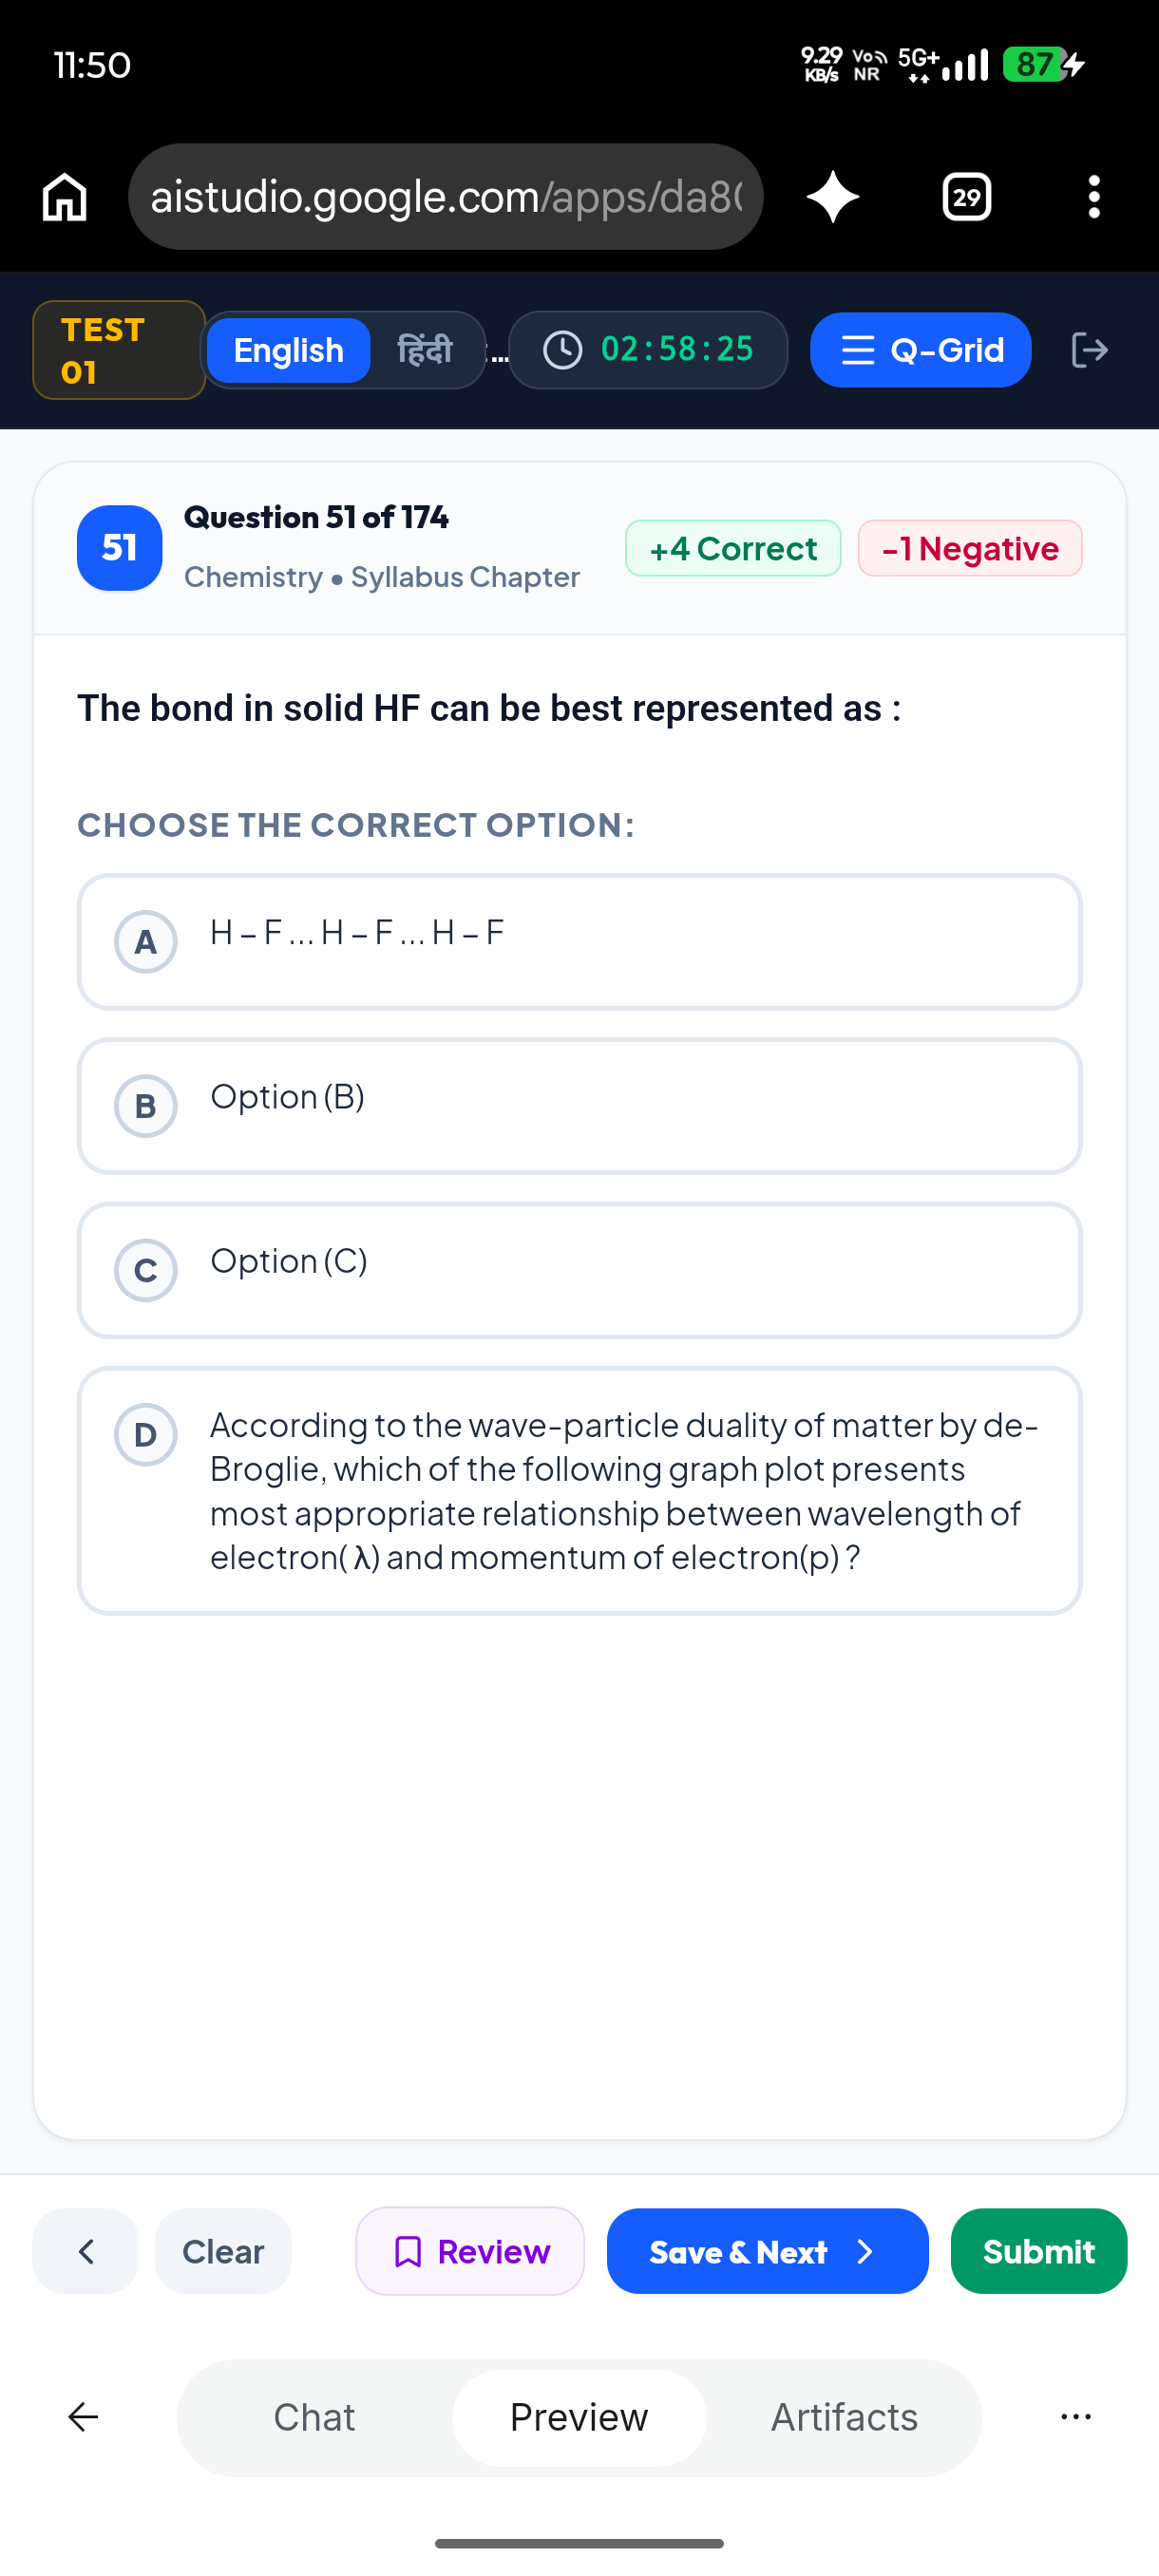 11:50
9.29 KB/s Vo NR 5G+ 87
aistudio.google.com/apps/da8
29
TEST 01
English हिंदी ... 02:58:25 Q-Grid
51
Question 51 of 174
Chemistry • Syllabus Chapter
+4 Correct
-1 Negative
The bond in solid HF can be best represented as :
CHOOSE THE CORRECT OPTION:
A H – F ... H – F ... H – F
B Option (B)
C Option (C)
D According to the wave-particle duality of matter by de-
Broglie, which of the following graph plot presents
most appropriate relationship between wavelength of
electron( λ) and momentum of electron(p) ?
Clear Review Save & Next Submit
Chat Preview Artifacts ...